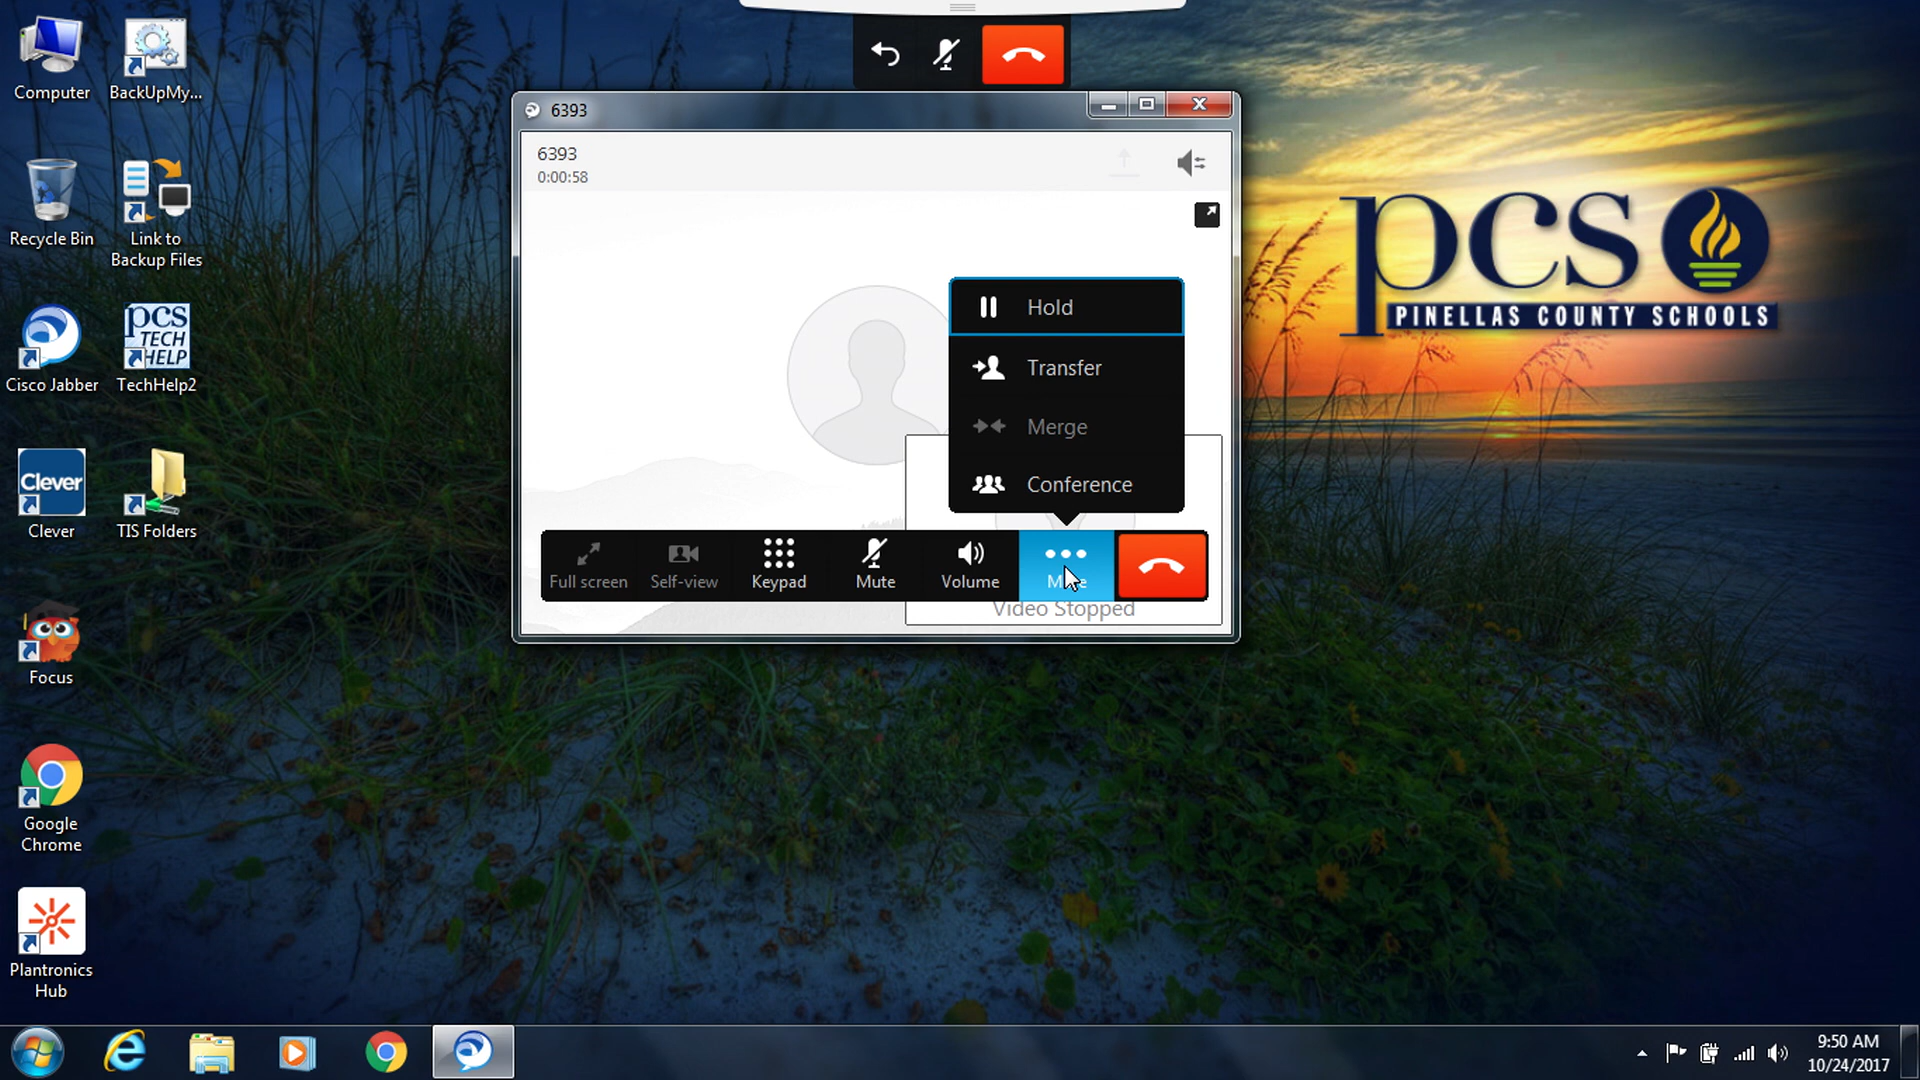 Computer
BackUpMy...
Recycle Bin
Link to
Backup Files
Cisco Jabber
pcs
TECH
HELP
TechHelp2
Clever
Clever
TIS Folders
Focus
Google
Chrome
Plantronics
Hub
6393
6393
0:00:58
Hold
Transfer
Merge
Conference
Full screen
Self-view
Keypad
Mute
Volume
Video Stopped
pcs
PINELLAS COUNTY SCHOOLS
9:50 AM
10/24/2017